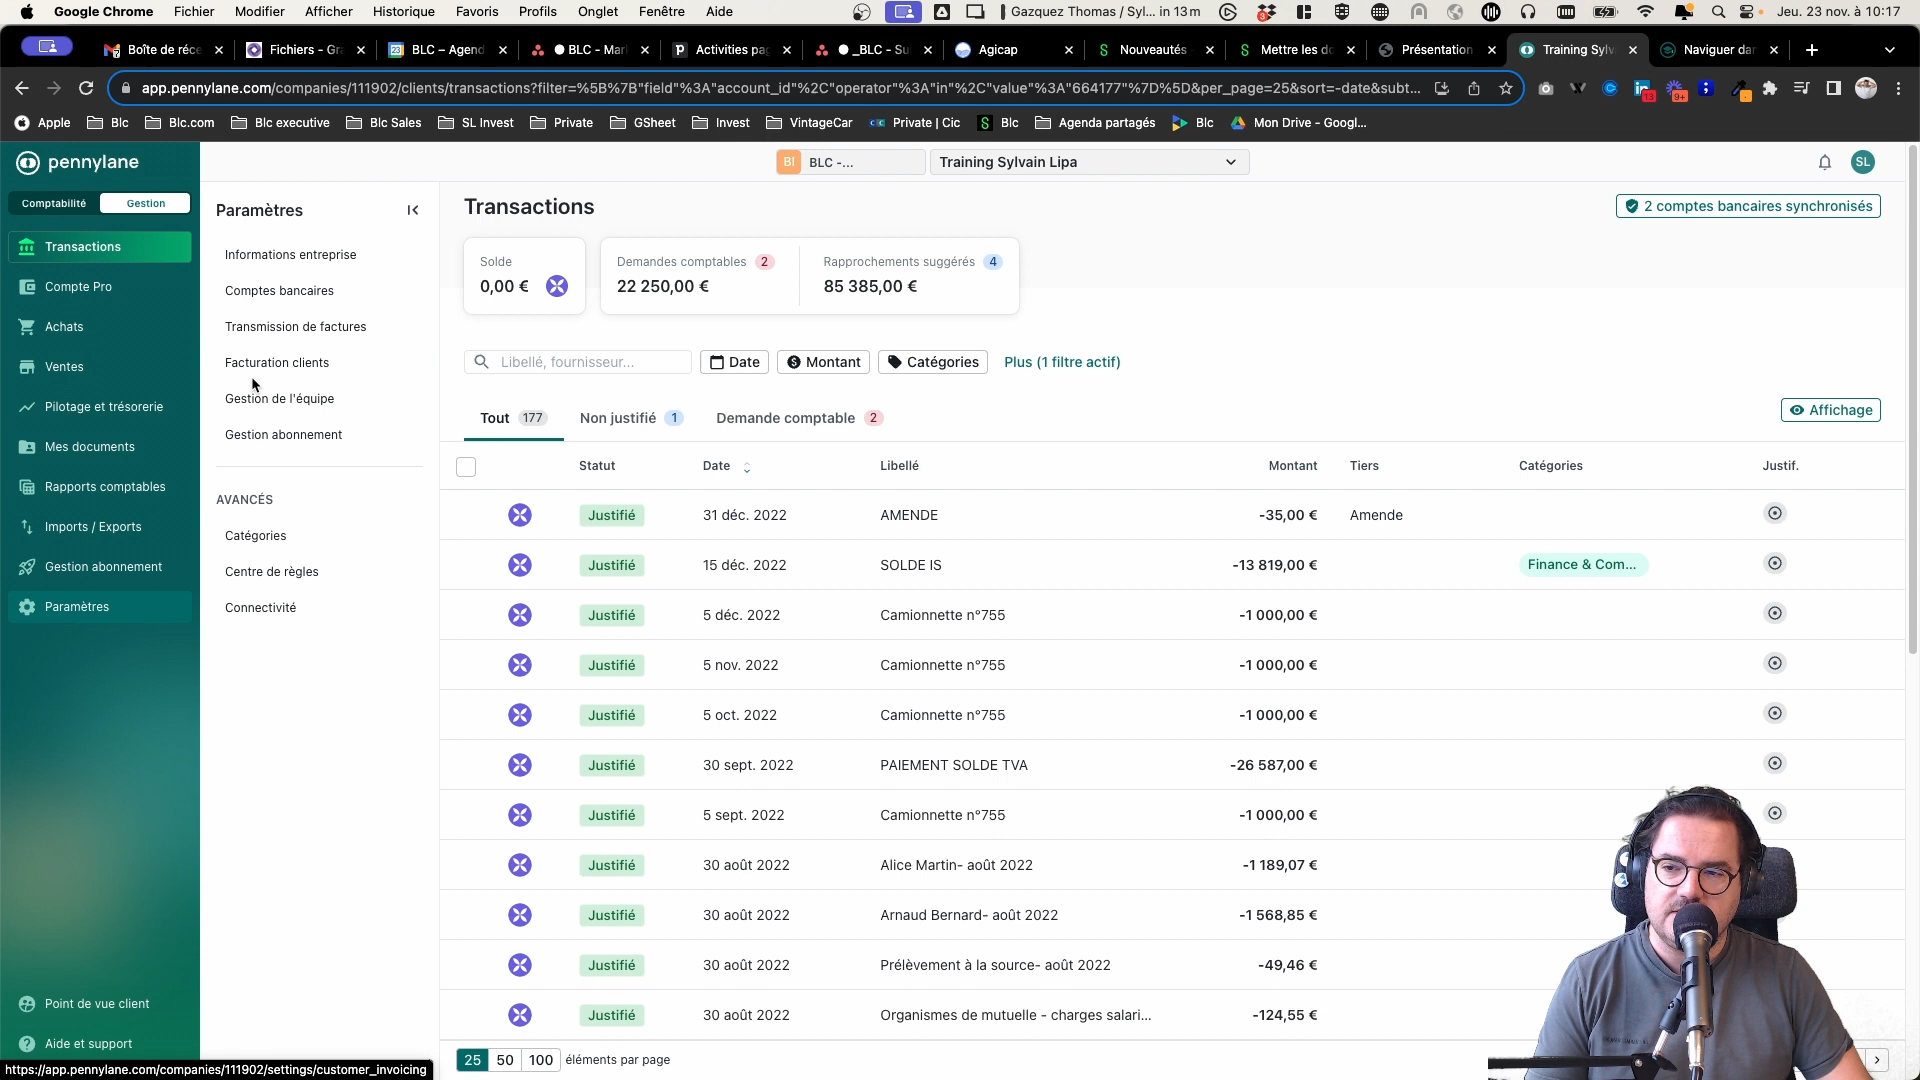 Google Chrome Fichier Modifier Afficher Historique Favoris Profils Onglet Fenêtre Aide
Gazquez Thomas / Syl... in 13 m
Jeu. 23 nov. à 10:17
Boîte de réce
Fichiers - Gr
BLC – Agend
BLC - Mar
Activities pa
_BLC - Su
Agicap
Nouveautés
Mettre les do
Présentation
Training Sylv
Naviguer dar
app.pennylane.com/companies/111902/clients/transactions?filter=%5B%7B"field"%3A"account_id"%2C"operator"%3A"in"%2C"value"%3A"664177"%7D%5D&per_page=25&sort=-date&subt...
Apple Blc Blc.com Blc executive Blc Sales SL Invest Private GSheet Invest VintageCar Private | Cic Blc Agenda partagés Blc Mon Drive - Googl...
pennylane
BI BLC -...
Training Sylvain Lipa
SL
Comptabilité Gestion
Transactions
Compte Pro
Achats
Ventes
Pilotage et trésorerie
Mes documents
Rapports comptables
Imports / Exports
Gestion abonnement
Paramètres
Point de vue client
Aide et support
Paramètres
Informations entreprise
Comptes bancaires
Transmission de factures
Facturation clients
Gestion de l'équipe
Gestion abonnement
AVANCÉS
Catégories
Centre de règles
Connectivité
Transactions
2 comptes bancaires synchronisés
Solde
0,00 €
Demandes comptables 2
22 250,00 €
Rapprochements suggérés 4
85 385,00 €
Libellé, fournisseur...
Date
Montant
Catégories
Plus (1 filtre actif)
Tout 177 Non justifié 1 Demande comptable 2
Affichage
Statut Date Libellé Montant Tiers Catégories Justif.
Justifié 31 déc. 2022 AMENDE -35,00 € Amende
Justifié 15 déc. 2022 SOLDE IS -13 819,00 € Finance & Com...
Justifié 5 déc. 2022 Camionnette n°755 -1 000,00 €
Justifié 5 nov. 2022 Camionnette n°755 -1 000,00 €
Justifié 5 oct. 2022 Camionnette n°755 -1 000,00 €
Justifié 30 sept. 2022 PAIEMENT SOLDE TVA -26 587,00 €
Justifié 5 sept. 2022 Camionnette n°755 -1 000,00 €
Justifié 30 août 2022 Alice Martin- août 2022 -1 189,07 €
Justifié 30 août 2022 Arnaud Bernard- août 2022 -1 568,85 €
Justifié 30 août 2022 Prélèvement à la source- août 2022 -49,46 €
Justifié 30 août 2022 Organismes de mutuelle - charges salari... -124,55 €
25 50 100 éléments par page
https://app.pennylane.com/companies/111902/settings/customer_invoicing